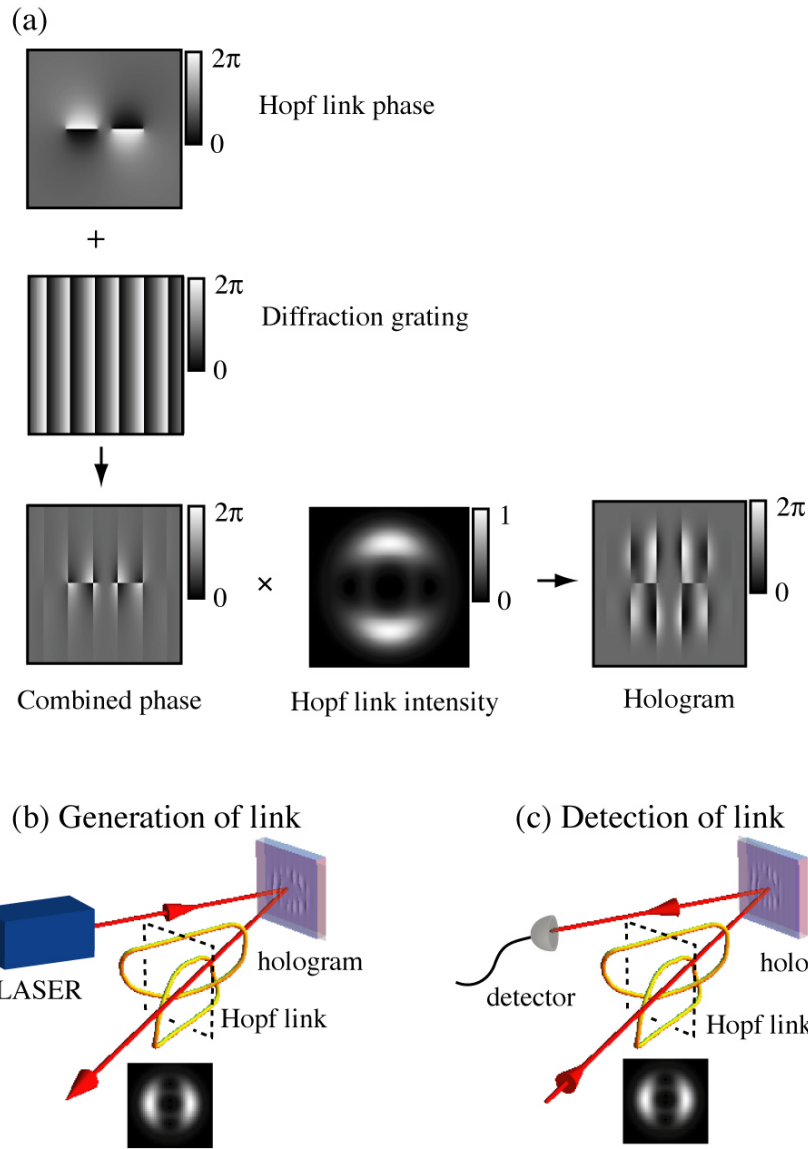 (a)
2π
Hopf link phase
0
+
2π
Diffraction grating
0
2π
0
×
1
0
2π
0
Combined phase
Hopf link intensity
Hologram
(b) Generation of link
(c) Detection of link
LASER
hologram
Hopf link
detector
holo
Hopf link